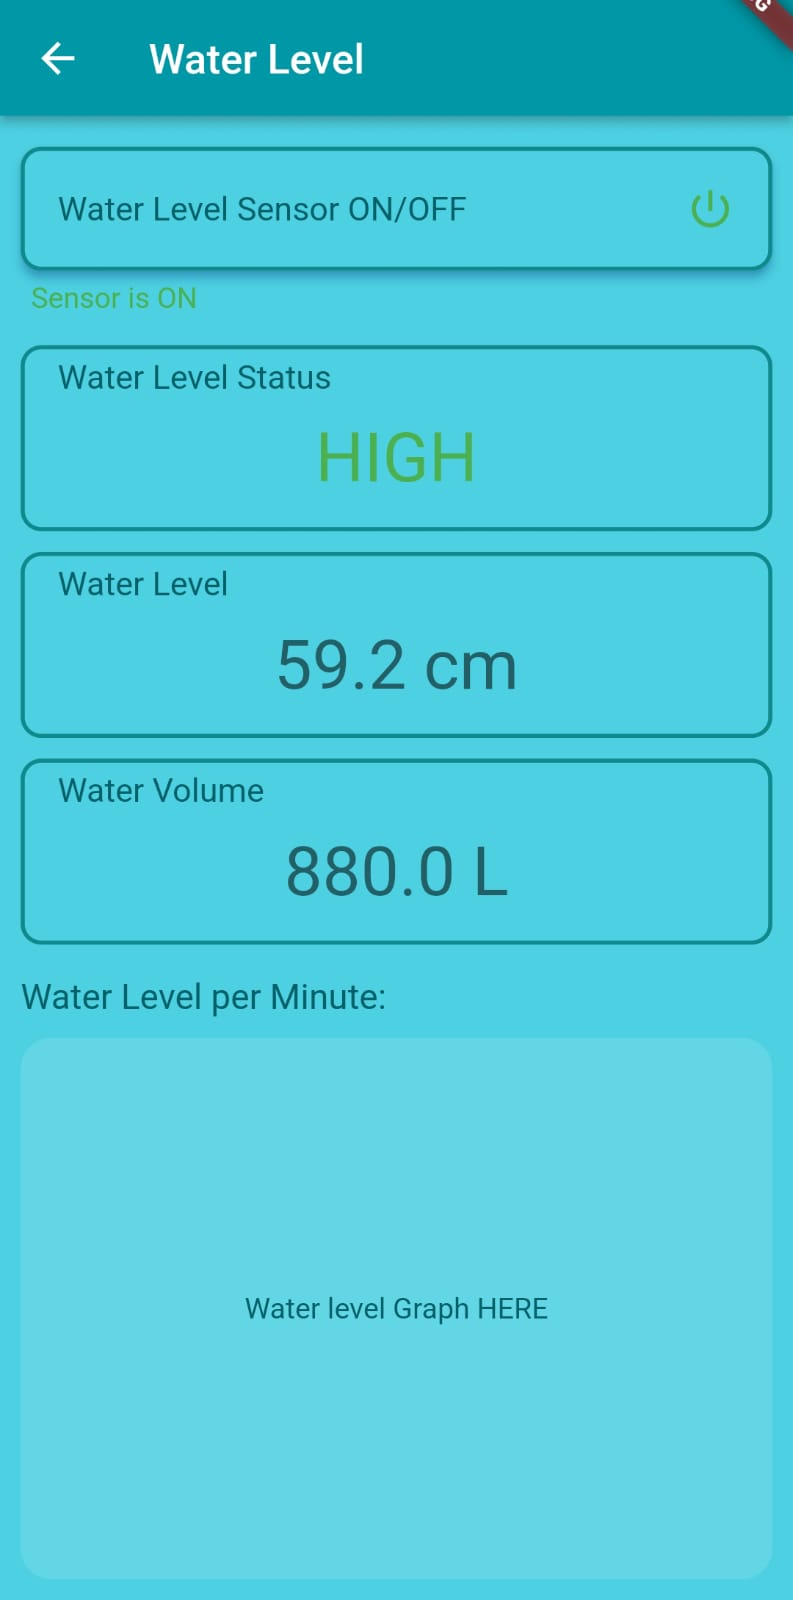 Water Level
Water Level Sensor ON/OFF
Sensor is ON
Water Level Status
HIGH
Water Level
59.2 cm
Water Volume
880.0 L
Water Level per Minute:
Water level Graph HERE